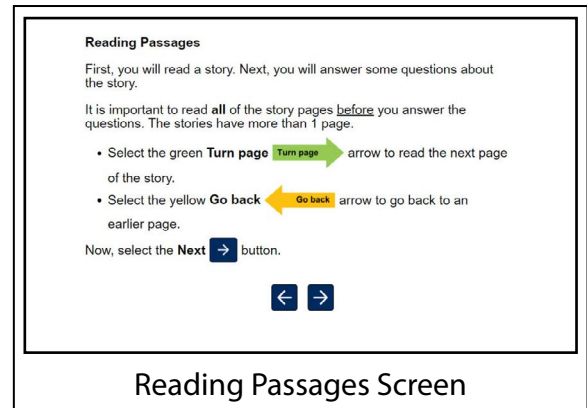 Reading Passages
First, you will read a story. Next, you will answer some questions about
the story.
It is important to read all of the story pages before you answer the
questions. The stories have more than 1 page.
• Select the green Turn page Turn page arrow to read the next page
of the story.
• Select the yellow Go back Go back arrow to go back to an
earlier page.
Now, select the Next → button.
← →
Reading Passages Screen